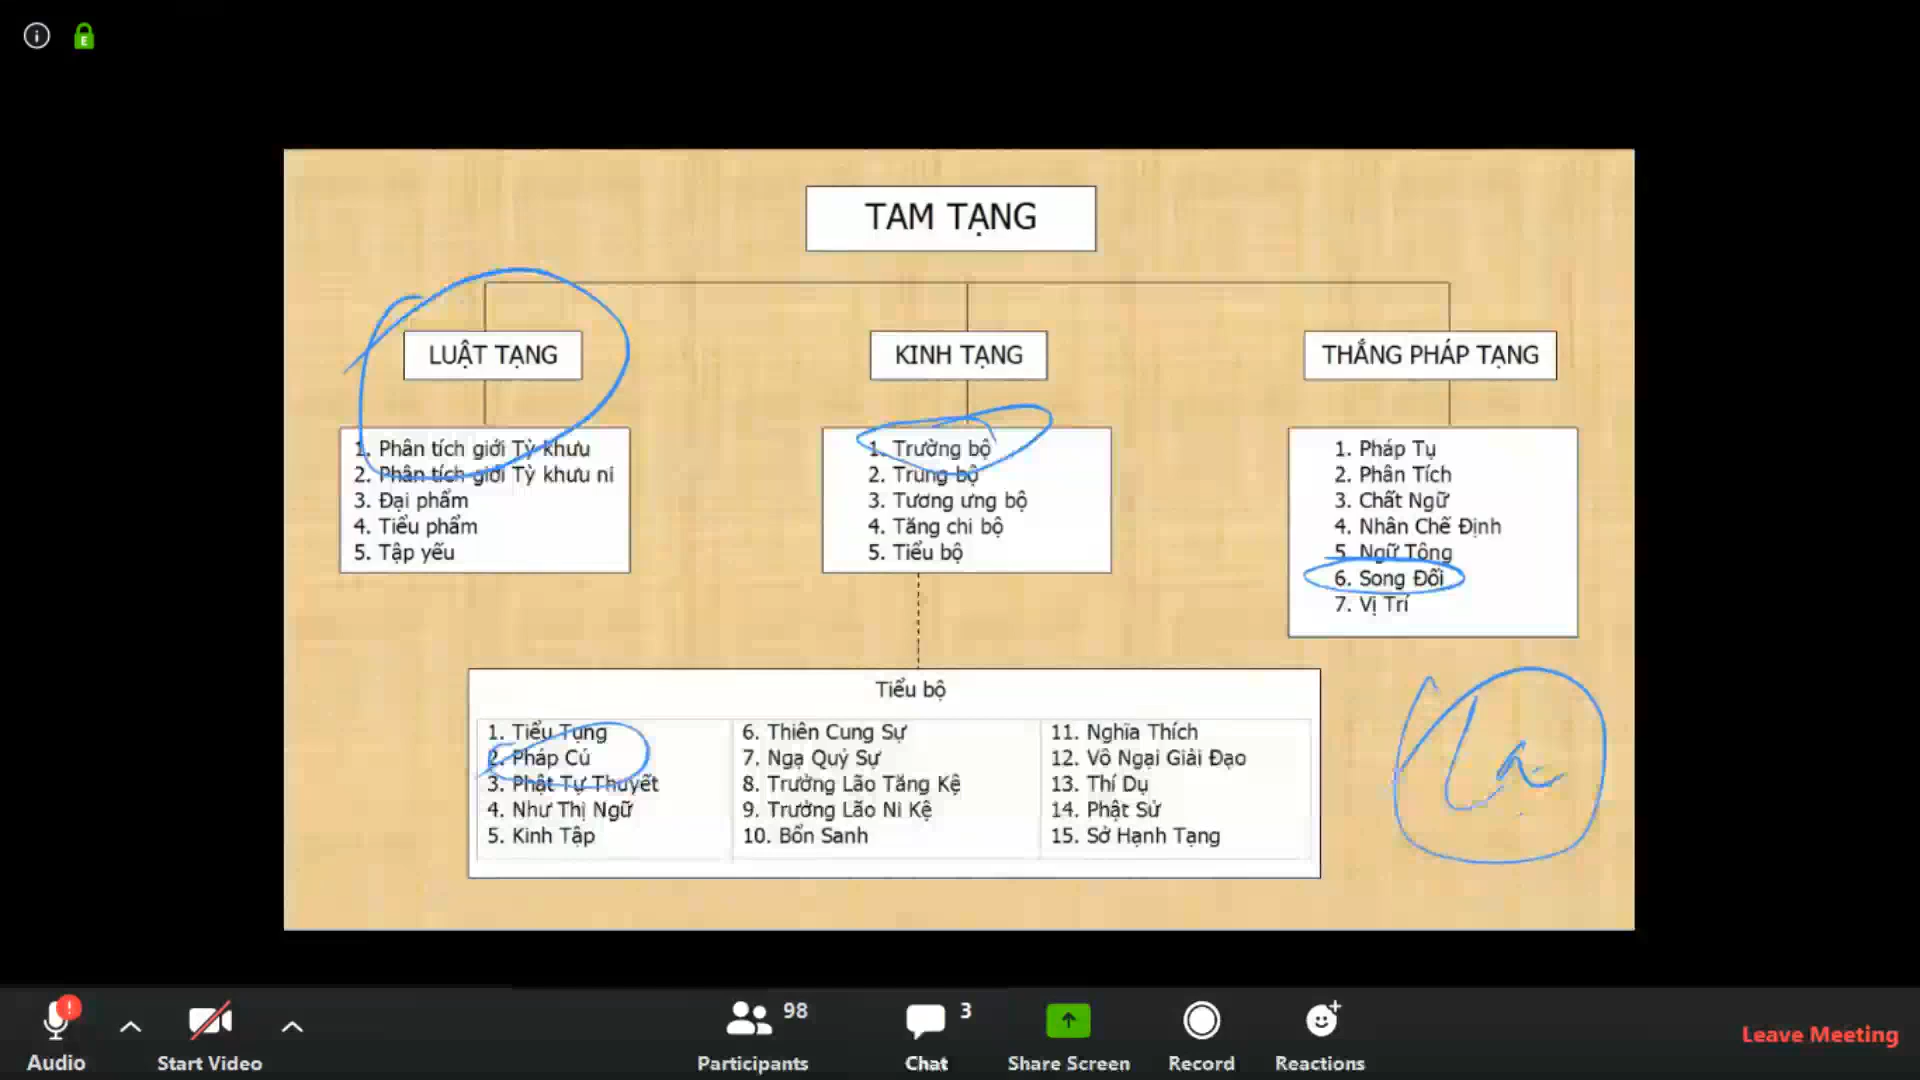 TAM TẠNG
LUẬT TẠNG
KINH TẠNG
THẮNG PHÁP TẠNG
1. Phân tích giới Tỳ khưu
2. Phân tích giới Tỳ khưu ni
3. Đại phẩm
4. Tiểu phẩm
5. Tập yếu
1. Trường bộ
2. Trung bộ
3. Tương ưng bộ
4. Tăng chi bộ
5. Tiểu bộ
1. Pháp Tụ
2. Phân Tích
3. Chất Ngữ
4. Nhân Chế Định
5. Ngữ Tông
6. Song Đối
7. Vị Trí
Tiểu bộ
1. Tiểu Tụng
2. Pháp Cú
3. Phật Tự Thuyết
4. Như Thị Ngữ
5. Kinh Tập
6. Thiên Cung Sự
7. Ngạ Quỷ Sự
8. Trưởng Lão Tăng Kệ
9. Trưởng Lão Ni Kệ
10. Bổn Sanh
11. Nghĩa Thích
12. Vô Ngại Giải Đạo
13. Thí Dụ
14. Phật Sử
15. Sở Hạnh Tạng
98
3
Audio
Start Video
Participants
Chat
Share Screen
Record
Reactions
Leave Meeting